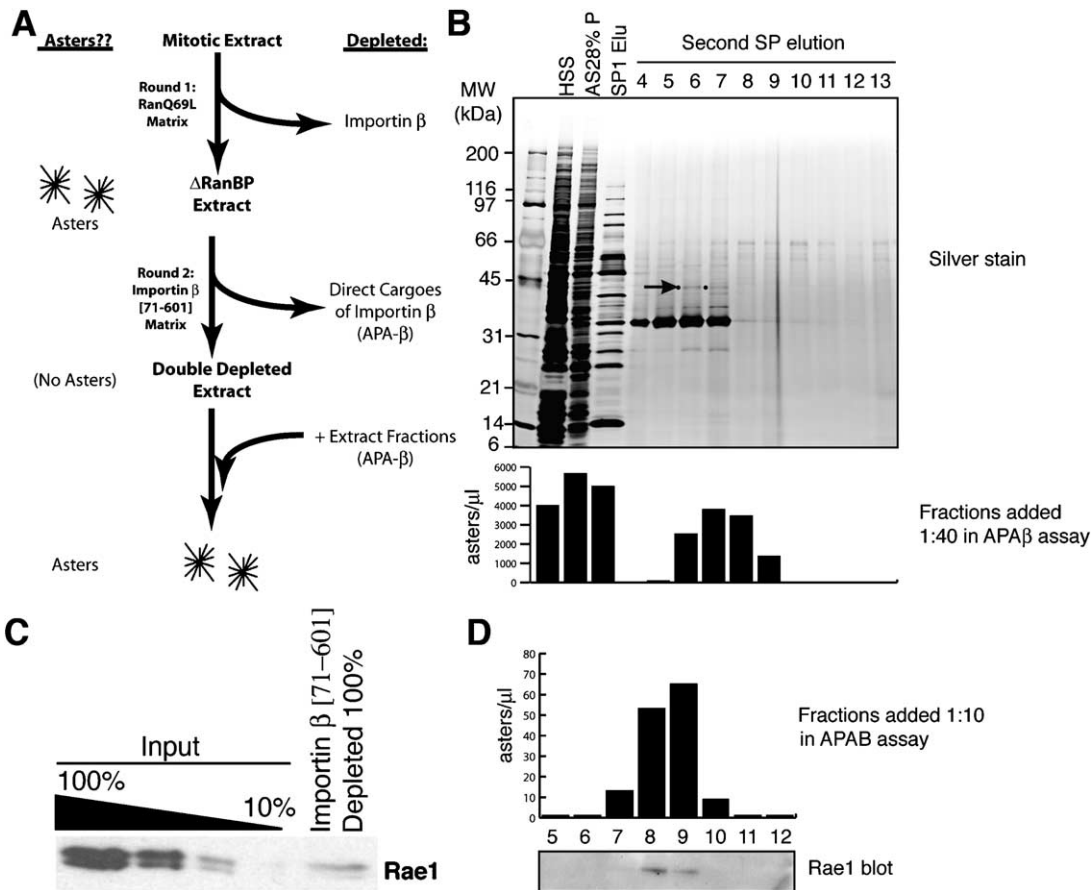 A
Asters??
Mitotic Extract
Depleted:
Round 1:
RanQ69L
Matrix
Importin β
ΔRanBP
Extract
Asters
Round 2:
Importin β
[71-601]
Matrix
Direct Cargoes
of Importin β
(APA-β)
(No Asters)
Double Depleted
Extract
+ Extract Fractions
(APA-β)
Asters
B
HSS
AS28% P
SP1 Elu
Second SP elution
4 5 6 7 8 9 10 11 12 13
MW
(kDa)
200
116
97
66
45
31
21
14
6
Silver stain
asters/µl
6000
5000
4000
3000
2000
1000
0
Fractions added
1:40 in APAβ assay
C
Input
100%
10%
Importin β [71–601]
Depleted 100%
Rae1
D
asters/µl
80
70
60
50
40
30
20
10
0
5 6 7 8 9 10 11 12
Fractions added 1:10
in APAB assay
Rae1 blot